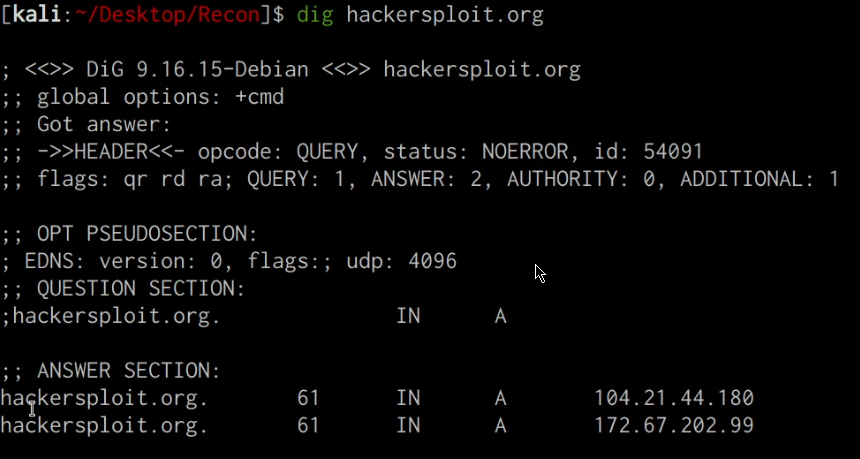 [kali:~/Desktop/Recon]$ dig hackersploit.org
; <<>> DiG 9.16.15-Debian <<>> hackersploit.org
;; global options: +cmd
;; Got answer:
;; ->>HEADER<<- opcode: QUERY, status: NOERROR, id: 54091
;; flags: qr rd ra; QUERY: 1, ANSWER: 2, AUTHORITY: 0, ADDITIONAL: 1
;; OPT PSEUDOSECTION:
; EDNS: version: 0, flags:; udp: 4096
;; QUESTION SECTION:
;hackersploit.org. IN A
;; ANSWER SECTION:
hackersploit.org. 61 IN A 104.21.44.180
hackersploit.org. 61 IN A 172.67.202.99